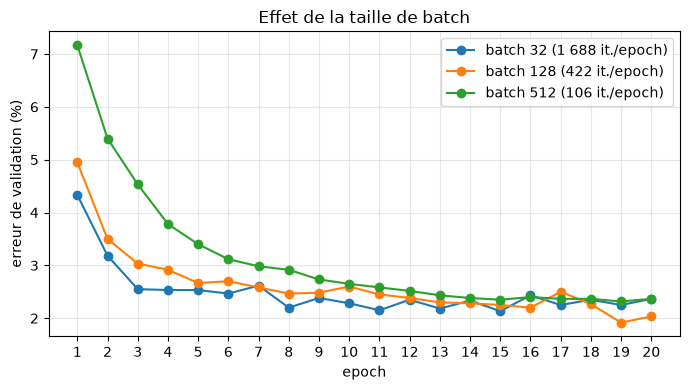 Effet de la taille de batch
erreur de validation (%)
7
6
5
4
3
2
batch 32 (1 688 it./epoch)
batch 128 (422 it./epoch)
batch 512 (106 it./epoch)
1 2 3 4 5 6 7 8 9 10 11 12 13 14 15 16 17 18 19 20
epoch